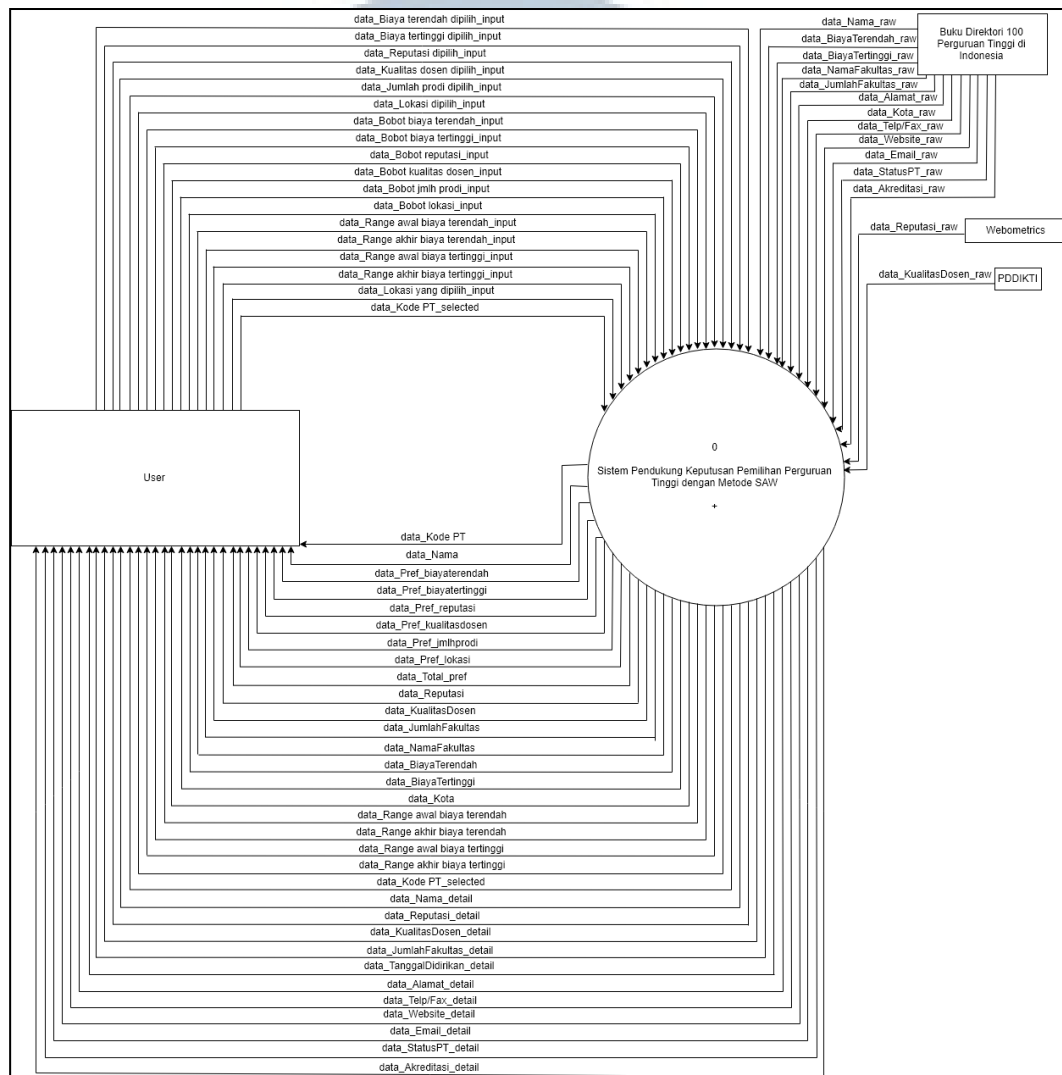 data_Biaya terendah dipilih_input
data_Biaya tertinggi dipilih_input
data_Reputasi dipilih_input
data_Kualitas dosen dipilih_input
data_Jumlah prodi dipilih_input
data_Lokasi dipilih_input
data_Bobot biaya terendah_input
data_Bobot biaya tertinggi_input
data_Bobot reputasi_input
data_Bobot kualitas dosen_input
data_Bobot jmlh prodi_input
data_Bobot lokasi_input
data_Range awal biaya terendah_input
data_Range akhir biaya terendah_input
data_Range awal biaya tertinggi_input
data_Range akhir biaya tertinggi_input
data_Lokasi yang dipilih_input
data_Kode PT_selected
data_Nama_raw
data_BiayaTerendah_raw
data_BiayaTertinggi_raw
data_NamaFakultas_raw
data_JumlahFakultas_raw
data_Alamat_raw
data_Kota_raw
data_Telp/Fax_raw
data_Website_raw
data_Email_raw
data_StatusPT_raw
data_Akreditasi_raw
Buku Direktori 100
Perguruan Tinggi di
Indonesia
data_Reputasi_raw
Webometrics
data_KualitasDosen_raw
PDDIKTI
User
0
Sistem Pendukung Keputusan Pemilihan Perguruan
Tinggi dengan Metode SAW
+
data_Kode PT
data_Nama
data_Pref_biayaterendah
data_Pref_biayatertinggi
data_Pref_reputasi
data_Pref_kualitasdosen
data_Pref_jmlhprodi
data_Pref_lokasi
data_Total_pref
data_Reputasi
data_KualitasDosen
data_JumlahFakultas
data_NamaFakultas
data_BiayaTerendah
data_BiayaTertinggi
data_Kota
data_Range awal biaya terendah
data_Range akhir biaya terendah
data_Range awal biaya tertinggi
data_Range akhir biaya tertinggi
data_Kode PT_selected
data_Nama_detail
data_Reputasi_detail
data_KualitasDosen_detail
data_JumlahFakultas_detail
data_TanggalDidirikan_detail
data_Alamat_detail
data_Telp/Fax_detail
data_Website_detail
data_Email_detail
data_StatusPT_detail
data_Akreditasi_detail